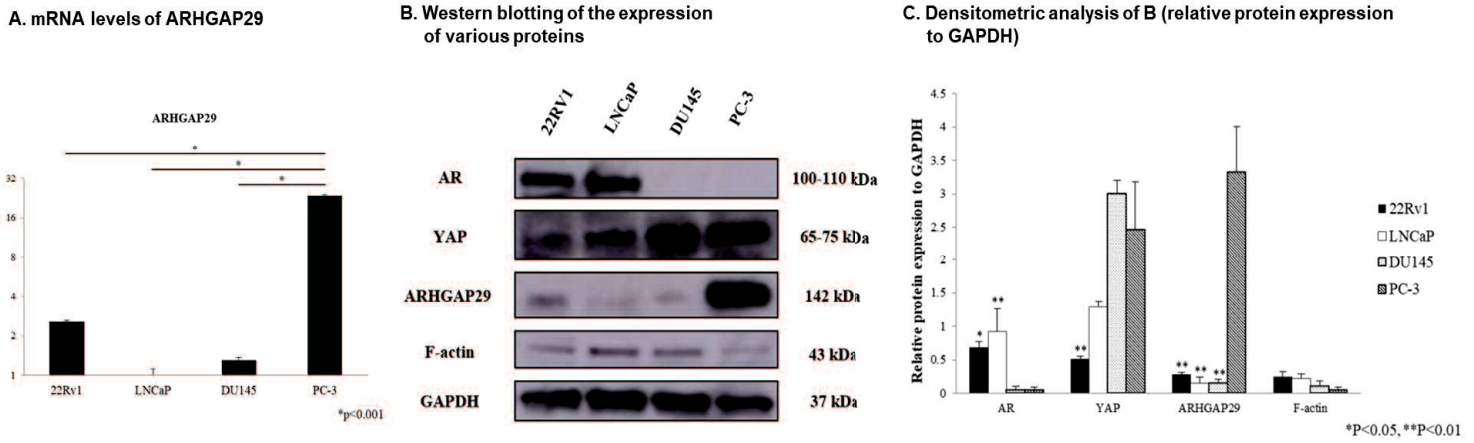 A. mRNA levels of ARHGAP29
ARHGAP29
*
*
*
32
16
8
4
2
1
22Rv1 LNCaP DU145 PC-3
*p<0.001
B. Western blotting of the expression
of various proteins
22RV1 LNCaP DU145 PC-3
AR 100-110 kDa
YAP 65-75 kDa
ARHGAP29 142 kDa
F-actin 43 kDa
GAPDH 37 kDa
C. Densitometric analysis of B (relative protein expression
to GAPDH)
Relative protein expression to GAPDH
4.5
4
3.5
3
2.5
2
1.5
1
0.5
0
* ** ** ** ** **
AR YAP ARHGAP29 F-actin
22Rv1
LNCaP
DU145
PC-3
*P<0.05, **P<0.01